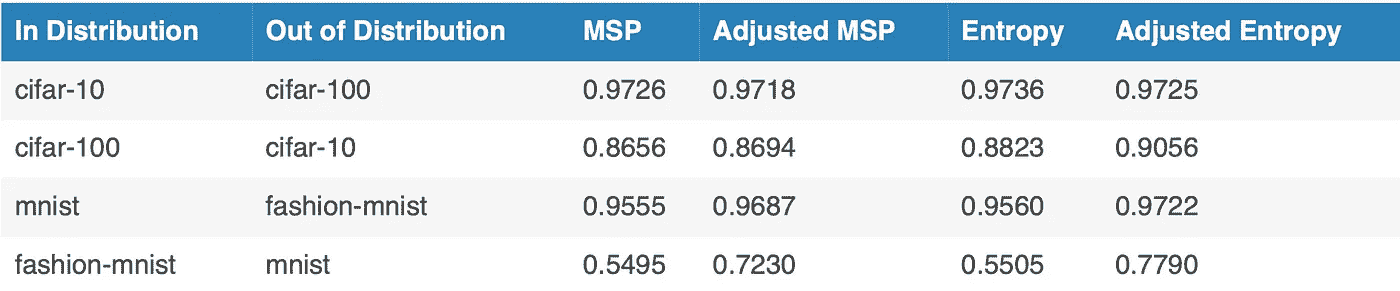 In Distribution Out of Distribution MSP Adjusted MSP Entropy Adjusted Entropy
cifar-10 cifar-100 0.9726 0.9718 0.9736 0.9725
cifar-100 cifar-10 0.8656 0.8694 0.8823 0.9056
mnist fashion-mnist 0.9555 0.9687 0.9560 0.9722
fashion-mnist mnist 0.5495 0.7230 0.5505 0.7790